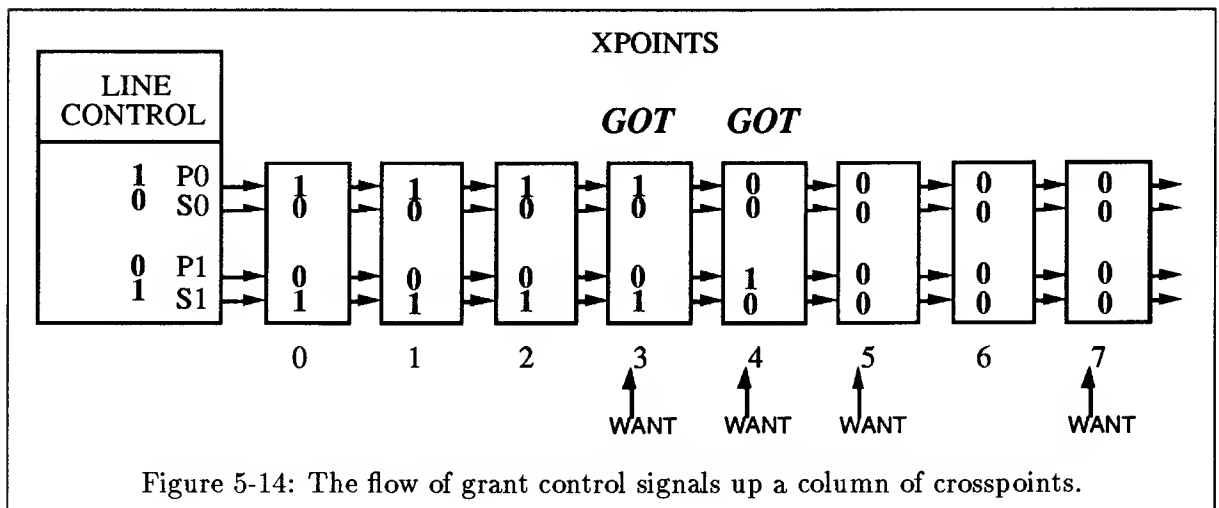 XPOINTS
LINE
CONTROL
GOT GOT
1 P0 1 1 1 1 0 0 0 0
0 S0 0 0 0 0 0 0 0 0
0 P1 0 0 0 0 1 0 0 0
1 S1 1 1 1 1 0 0 0 0
0 1 2 3 4 5 6 7
WANT WANT WANT WANT
Figure 5-14: The flow of grant control signals up a column of crosspoints.